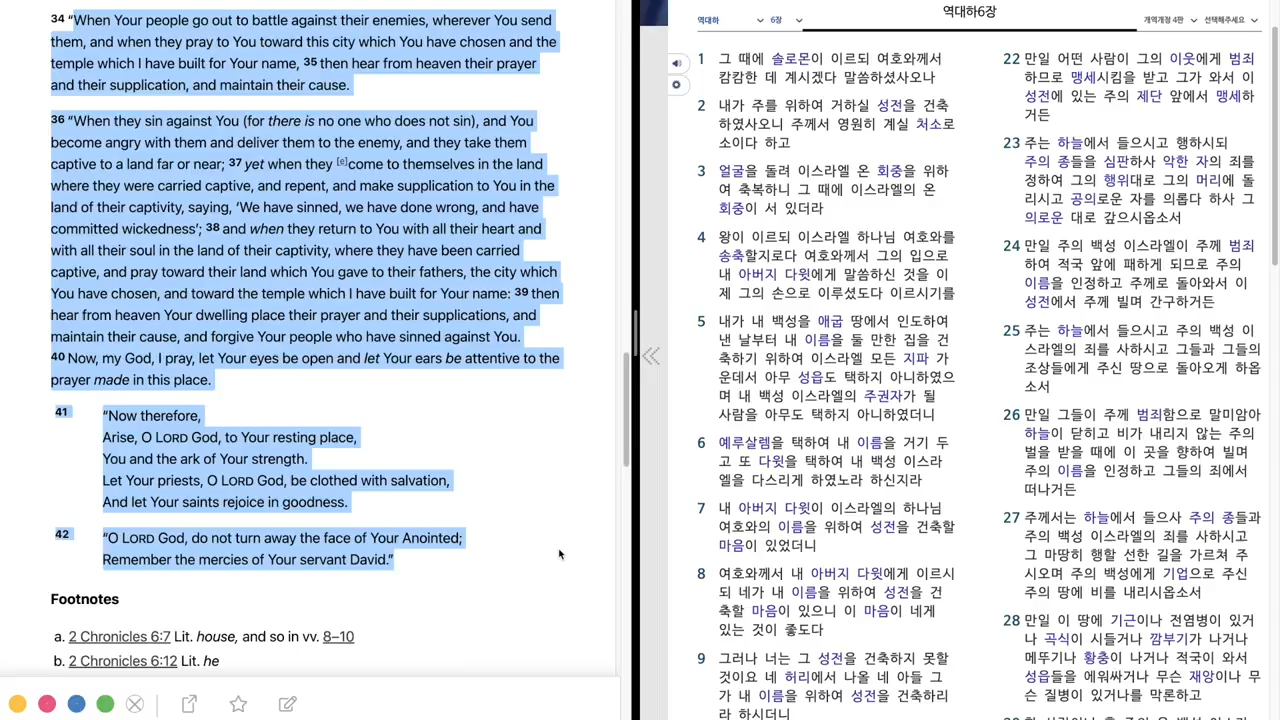 34 “When Your people go out to battle against their enemies, wherever You send
them, and when they pray to You toward this city which You have chosen and the
temple which I have built for Your name, 35 then hear from heaven their prayer
and their supplication, and maintain their cause.
36 “When they sin against You (for there is no one who does not sin), and You
become angry with them and deliver them to the enemy, and they take them
captive to a land far or near; 37 yet when they [e]come to themselves in the land
where they were carried captive, and repent, and make supplication to You in the
land of their captivity, saying, ‘We have sinned, we have done wrong, and have
committed wickedness’; 38 and when they return to You with all their heart and
with all their soul in the land of their captivity, where they have been carried
captive, and pray toward their land which You gave to their fathers, the city which
You have chosen, and toward the temple which I have built for Your name: 39 then
hear from heaven Your dwelling place their prayer and their supplications, and
maintain their cause, and forgive Your people who have sinned against You.
40 Now, my God, I pray, let Your eyes be open and let Your ears be attentive to the
prayer made in this place.
41 “Now therefore,
Arise, O LORD God, to Your resting place,
You and the ark of Your strength.
Let Your priests, O LORD God, be clothed with salvation,
And let Your saints rejoice in goodness.
42 “O LORD God, do not turn away the face of Your Anointed;
Remember the mercies of Your servant David.”
Footnotes
a. 2 Chronicles 6:7 Lit. house, and so in vv. 8–10
b. 2 Chronicles 6:12 Lit. he
역대하 6장
역대하6장
개역개정 4판 선택해주세요
1 그 때에 솔로몬이 이르되 여호와께서
캄캄한 데 계시겠다 말씀하셨사오나
2 내가 주를 위하여 거하실 성전을 건축
하였사오니 주께서 영원히 계실 처소로
소이다 하고
3 얼굴을 돌려 이스라엘 온 회중을 위하
여 축복하니 그 때에 이스라엘의 온
회중이 서 있더라
4 왕이 이르되 이스라엘 하나님 여호와를
송축할지로다 여호와께서 그의 입으로
내 아버지 다윗에게 말씀하신 것을 이
제 그의 손으로 이루셨도다 이르시기를
5 내가 내 백성을 애굽 땅에서 인도하여
낸 날부터 내 이름을 둘 만한 집을 건
축하기 위하여 이스라엘 모든 지파 가
운데서 아무 성읍도 택하지 아니하였으
며 내 백성 이스라엘의 주권자가 될
사람을 아무도 택하지 아니하였더니
6 예루살렘을 택하여 내 이름을 거기 두
고 또 다윗을 택하여 내 백성 이스라
엘을 다스리게 하였노라 하신지라
7 내 아버지 다윗이 이스라엘의 하나님
여호와의 이름을 위하여 성전을 건축할
마음이 있었더니
8 여호와께서 내 아버지 다윗에게 이르시
되 네가 내 이름을 위하여 성전을 건
축할 마음이 있으니 이 마음이 네게
있는 것이 좋도다
9 그러나 너는 그 성전을 건축하지 못할
것이요 네 허리에서 나올 네 아들 그
가 내 이름을 위하여 성전을 건축하리
라 하시더니
22 만일 어떤 사람이 그의 이웃에게 범죄
하므로 맹세시킴을 받고 그가 와서 이
성전에 있는 주의 제단 앞에서 맹세하
거든
23 주는 하늘에서 들으시고 행하시되
주의 종들을 심판하사 악한 자의 죄를
정하여 그의 행위대로 그의 머리에 돌
리시고 공의로운 자를 의롭다 하사 그
의로운 대로 갚으시옵소서
24 만일 주의 백성 이스라엘이 주께 범죄
하여 적국 앞에 패하게 되므로 주의
이름을 인정하고 주께로 돌아와서 이
성전에서 주께 빌며 간구하거든
25 주는 하늘에서 들으시고 주의 백성 이
스라엘의 죄를 사하시고 그들과 그들의
조상들에게 주신 땅으로 돌아오게 하옵
소서
26 만일 그들이 주께 범죄함으로 말미암아
하늘이 닫히고 비가 내리지 않는 주의
벌을 받을 때에 이 곳을 향하여 빌며
주의 이름을 인정하고 그들의 죄에서
떠나거든
27 주께서는 하늘에서 들으사 주의 종들과
주의 백성 이스라엘의 죄를 사하시고
그 마땅히 행할 선한 길을 가르쳐 주
시오며 주의 백성에게 기업으로 주신
주의 땅에 비를 내리시옵소서
28 만일 이 땅에 기근이나 전염병이 있거
나 곡식이 시들거나 깜부기가 나거나
메뚜기나 황충이 나거나 적국이 와서
성읍들을 에워싸거나 무슨 재앙이나 무
슨 질병이 있거나를 막론하고